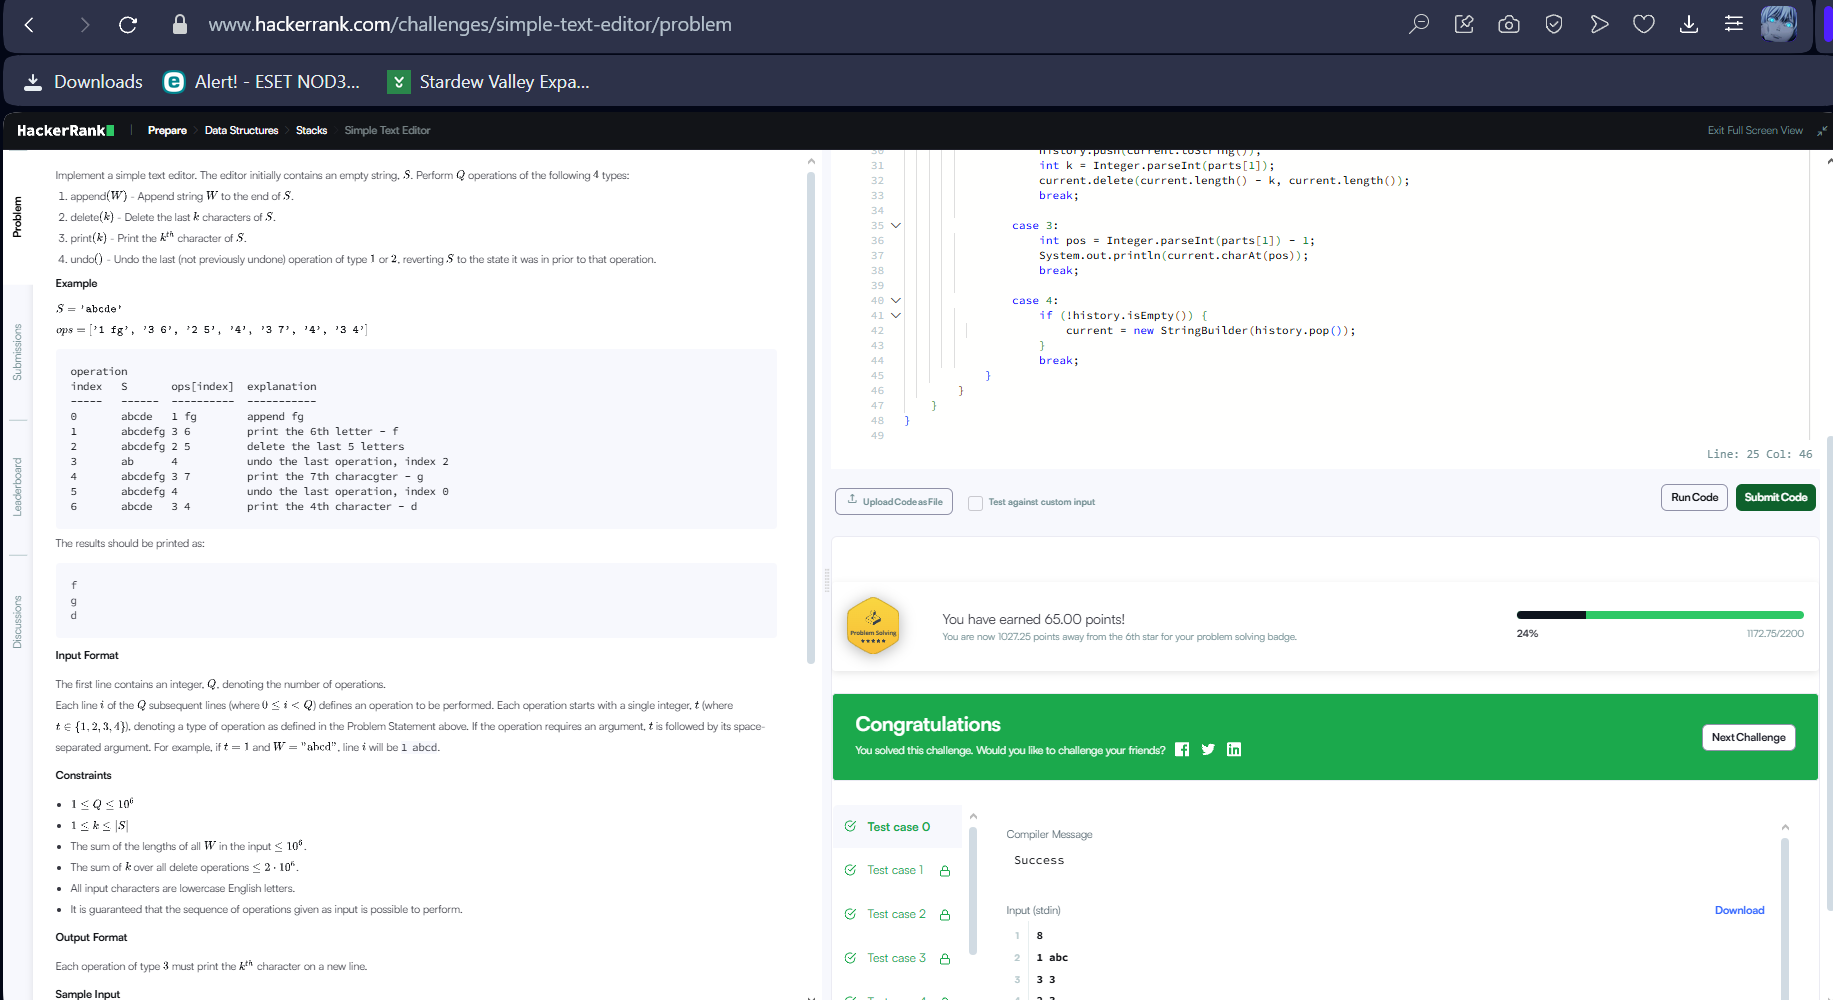 www.hackerrank.com/challenges/simple-text-editor/problem
Downloads
Alert! - ESET NOD3...
Stardew Valley Expa...
HackerRank
Prepare
Data Structures
Stacks
Simple Text Editor
Exit Full Screen View
Problem
Submissions
Leaderboard
Discussions
Implement a simple text editor. The editor initially contains an empty string, S. Perform Q operations of the following 4 types:
1. append(W) - Append string W to the end of S.
2. delete(k) - Delete the last k characters of S.
3. print(k) - Print the kth character of S.
4. undo() - Undo the last (not previously undone) operation of type 1 or 2, reverting S to the state it was in prior to that operation.
Example
S = 'abcde'
ops = ['1 fg', '3 6', '2 5', '4', '3 7', '4', '3 4']
operation
index S ops[index] explanation
----- ------ ---------- -----------
0 abcde 1 fg append fg
1 abcdefg 3 6 print the 6th letter - f
2 abcdefg 2 5 delete the last 5 letters
3 ab 4 undo the last operation, index 2
4 abcdefg 3 7 print the 7th characgter - g
5 abcdefg 4 undo the last operation, index 0
6 abcde 3 4 print the 4th character - d
The results should be printed as:
f
g
d
Input Format
The first line contains an integer, Q, denoting the number of operations.
Each line i of the Q subsequent lines (where 0 ≤ i < Q) defines an operation to be performed. Each operation starts with a single integer, t (where
t ∈ {1, 2, 3, 4}), denoting a type of operation as defined in the Problem Statement above. If the operation requires an argument, t is followed by its space-
separated argument. For example, if t = 1 and W = "abcd", line i will be 1 abcd.
Constraints
• 1 ≤ Q ≤ 10⁶
• 1 ≤ k ≤ |S|
• The sum of the lengths of all W in the input ≤ 10⁶.
• The sum of k over all delete operations ≤ 2 · 10⁶.
• All input characters are lowercase English letters.
• It is guaranteed that the sequence of operations given as input is possible to perform.
Output Format
Each operation of type 3 must print the kth character on a new line.
Sample Input
30 history.push(current.toString());
31 int k = Integer.parseInt(parts[1]);
32 current.delete(current.length() - k, current.length());
33 break;
34
35 case 3:
36 int pos = Integer.parseInt(parts[1]) - 1;
37 System.out.println(current.charAt(pos));
38 break;
39
40 case 4:
41 if (!history.isEmpty()) {
42 current = new StringBuilder(history.pop());
43 }
44 break;
45 }
46 }
47 }
48 }
49
Line: 25 Col: 46
Upload Code as File
Test against custom input
Run Code
Submit Code
Problem Solving
You have earned 65.00 points!
You are now 1027.25 points away from the 6th star for your problem solving badge.
24%
1172.75/2200
Congratulations
You solved this challenge. Would you like to challenge your friends?
Next Challenge
Test case 0
Test case 1
Test case 2
Test case 3
Compiler Message
Success
Input (stdin)
Download
1 8
2 1 abc
3 3 3